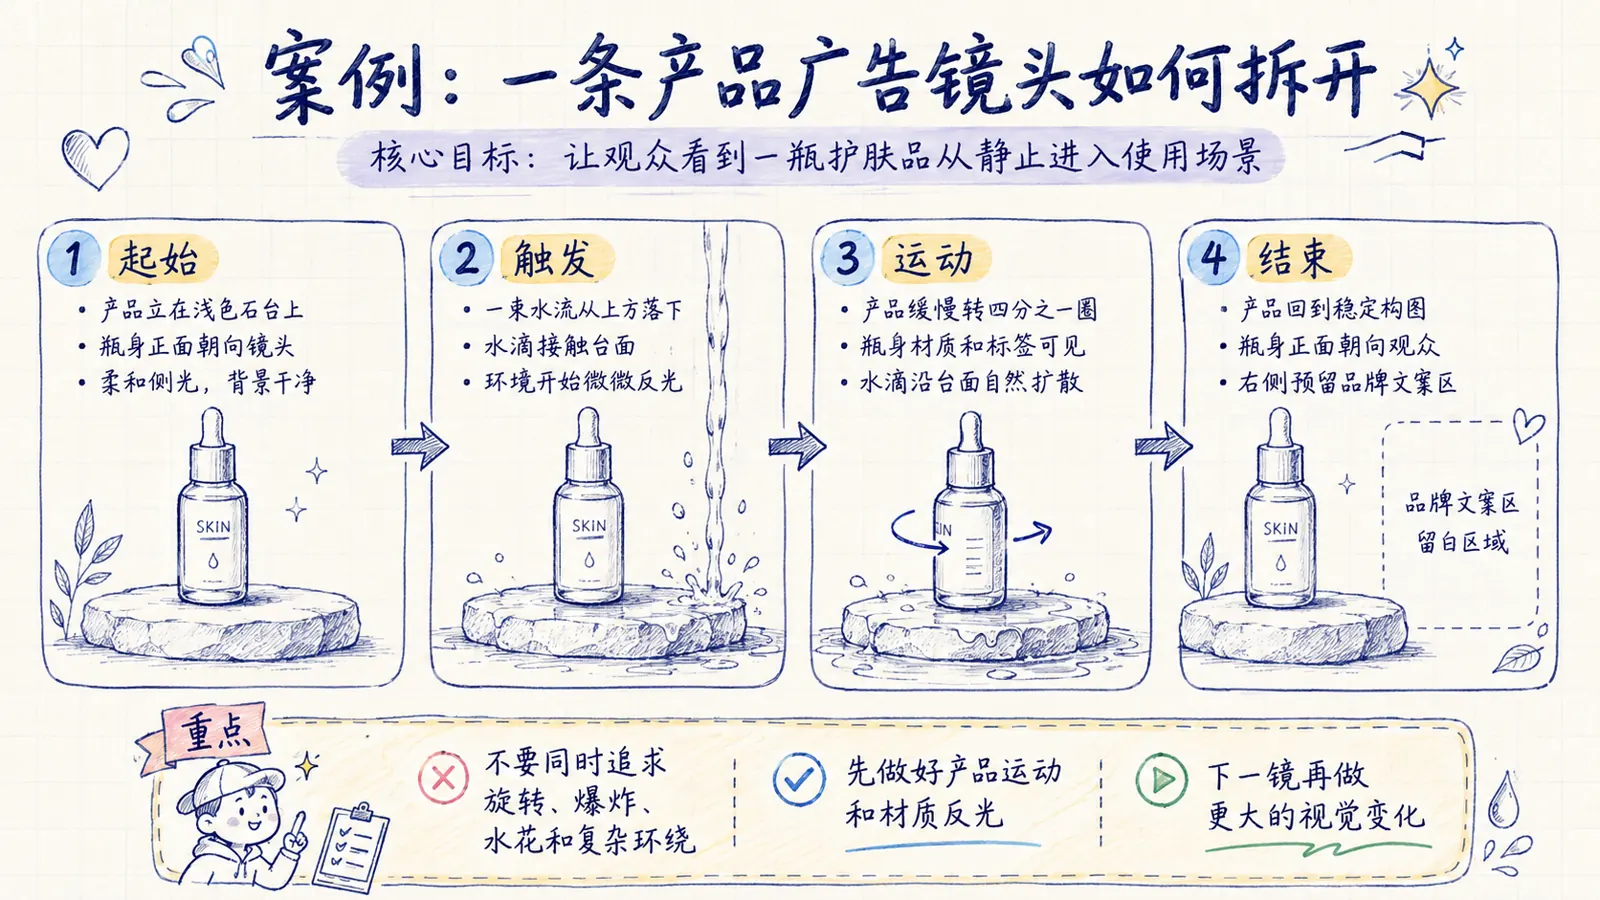 案例：一条产品广告镜头如何拆开
核心目标：让观众看到一瓶护肤品从静止进入使用场景
1 起始
• 产品立在浅色石台上
• 瓶身正面朝向镜头
• 柔和侧光，背景干净
SKiN
2 触发
• 一束水流从上方落下
• 水滴接触台面
• 环境开始微微反光
SKiN
3 运动
• 产品缓慢转四分之一圈
• 瓶身材质和标签可见
• 水滴沿台面自然扩散
iN
4 结束
• 产品回到稳定构图
• 瓶身正面朝向观众
• 右侧预留品牌文案区
SKiN
品牌文案区
留白区域
重点
不要同时追求
旋转、爆炸、
水花和复杂环绕
先做好产品运动
和材质反光
下一镜再做
更大的视觉变化